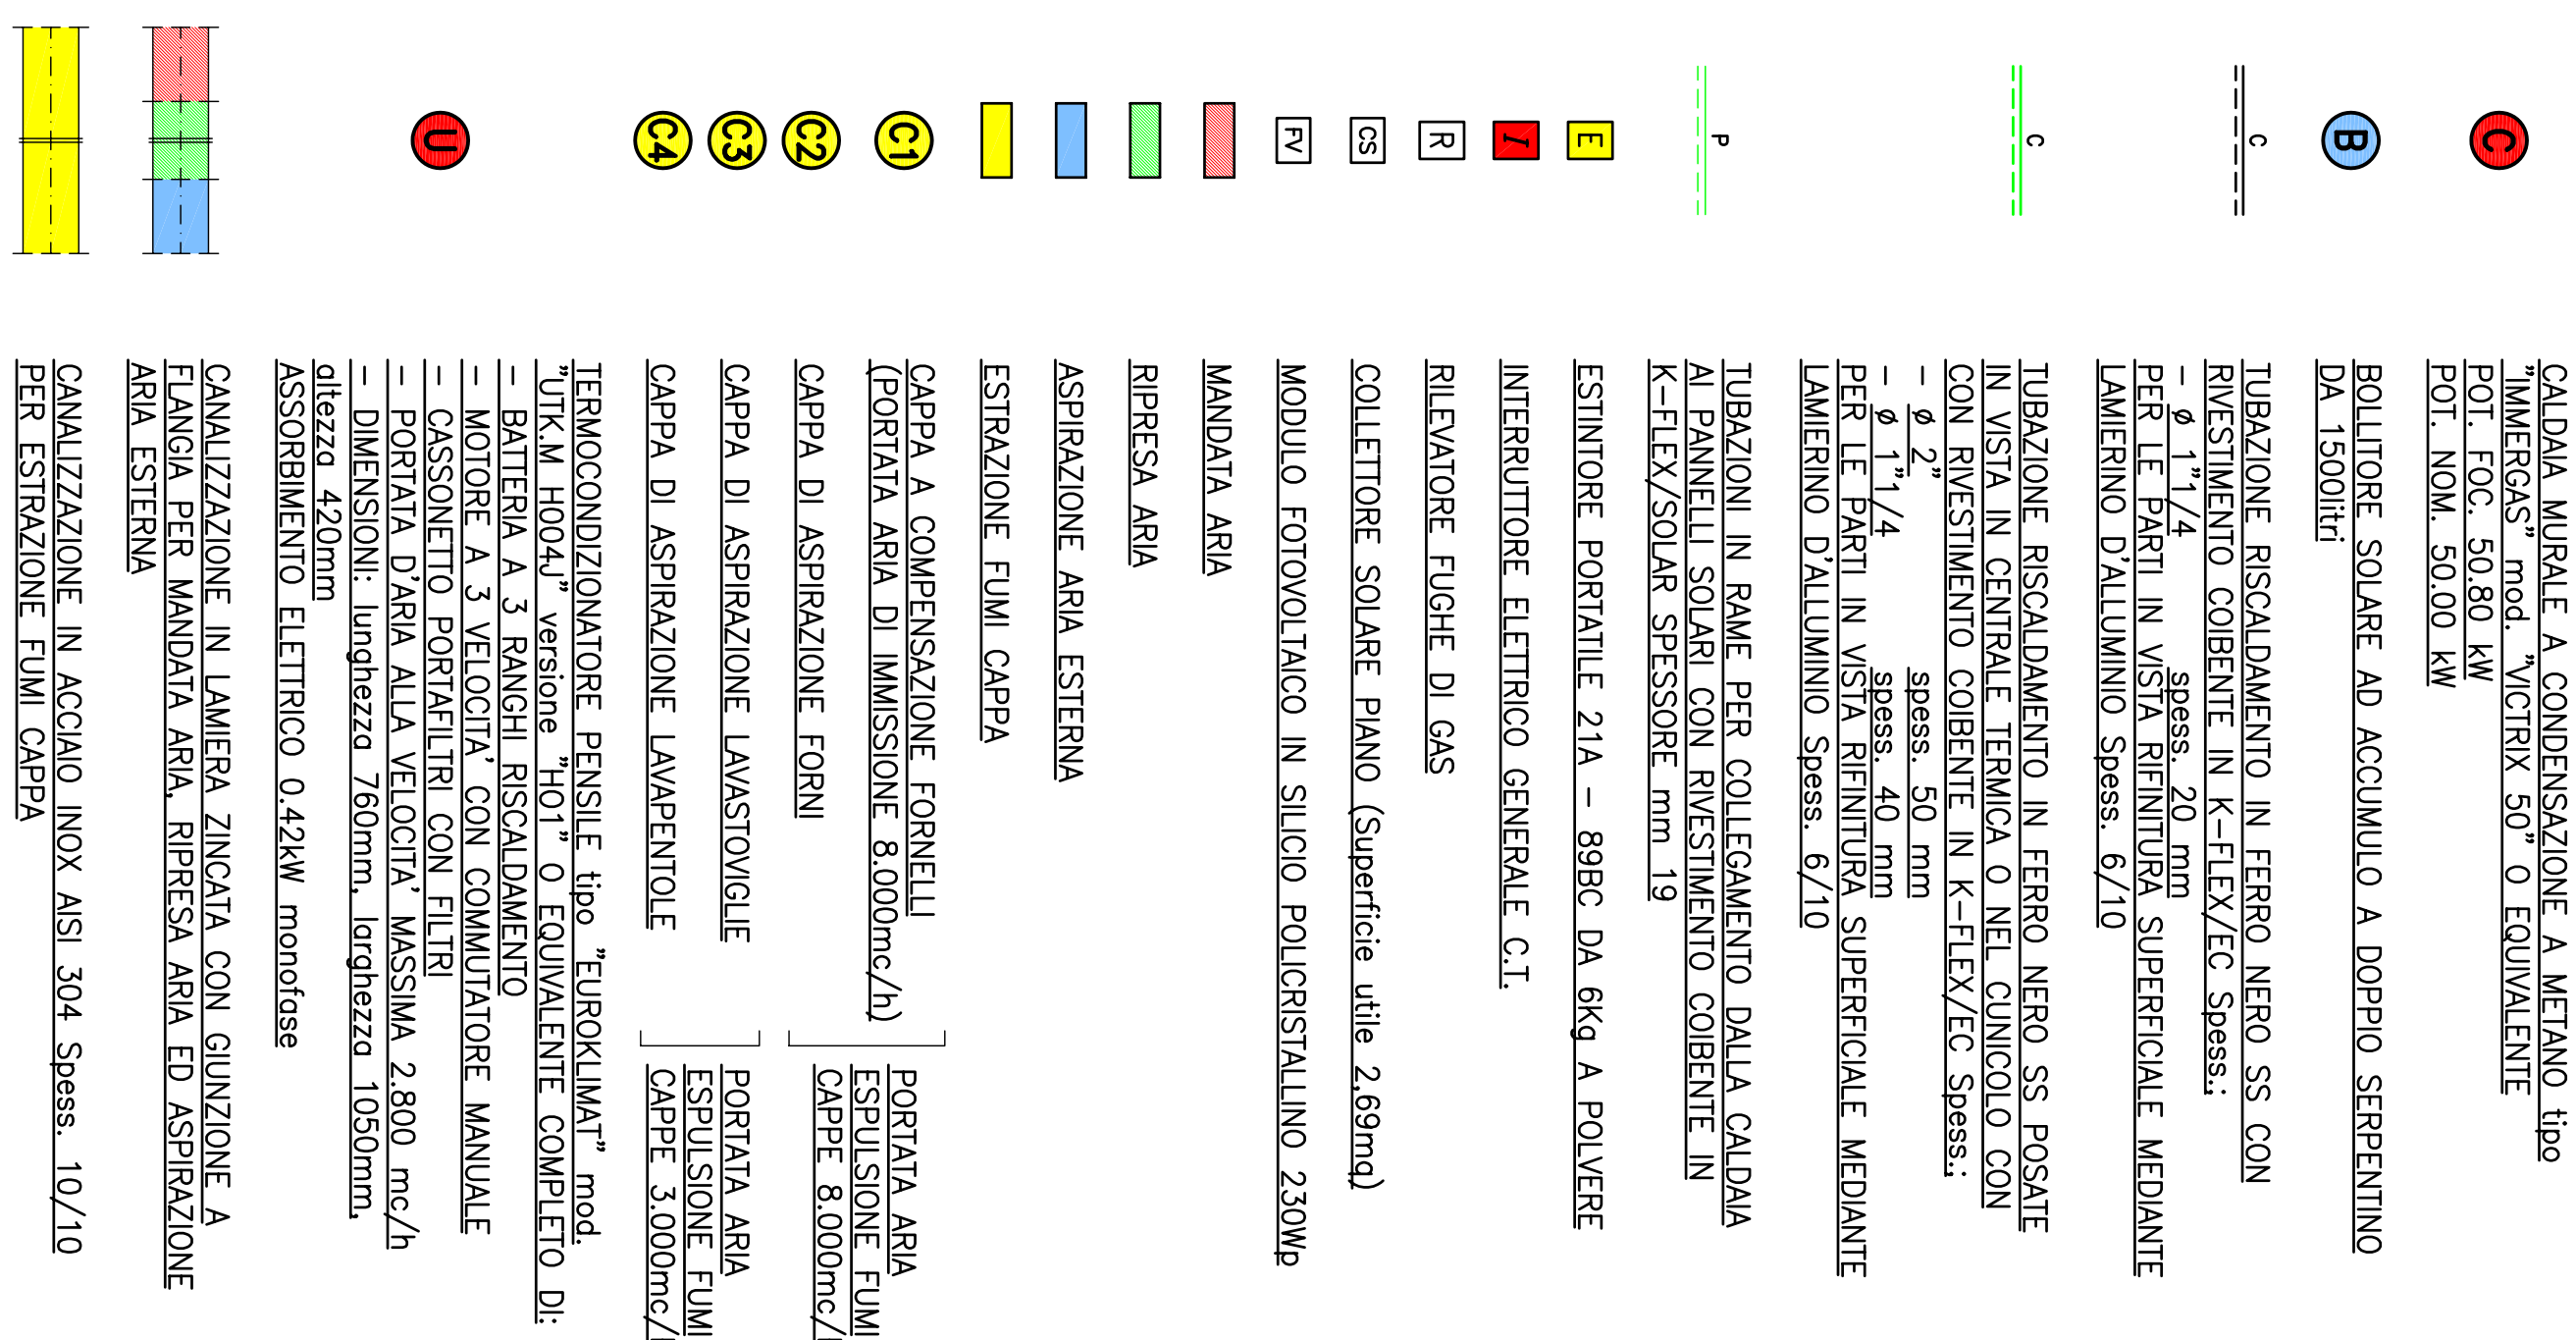 C
CALDAIA MURALE A CONDENSAZIONE A METANO tipo
"IMMERGAS" mod. "VICTRIX 50" O EQUIVALENTE
POT. FOC. 50.80 kW
POT. NOM. 50.00 kW
B
BOLLITORE SOLARE AD ACCUMULO A DOPPIO SERPENTINO
DA 1500litri
C
TUBAZIONE RISCALDAMENTO IN FERRO NERO SS CON
RIVESTIMENTO COIBENTE IN K-FLEX/EC Spess.:
- ø 1"1/4 spess. 20 mm
PER LE PARTI IN VISTA RIFINITURA SUPERFICIALE MEDIANTE
LAMIERINO D'ALLUMINIO Spess. 6/10
C
TUBAZIONE RISCALDAMENTO IN FERRO NERO SS POSATE
IN VISTA IN CENTRALE TERMICA O NEL CUNICOLO CON
CON RIVESTIMENTO COIBENTE IN K-FLEX/EC Spess.:
- ø 2" spess. 50 mm
- ø 1"1/4 spess. 40 mm
PER LE PARTI IN VISTA RIFINITURA SUPERFICIALE MEDIANTE
LAMIERINO D'ALLUMINIO Spess. 6/10
P
TUBAZIONI IN RAME PER COLLEGAMENTO DALLA CALDAIA
AI PANNELLI SOLARI CON RIVESTIMENTO COIBENTE IN
K-FLEX/SOLAR SPESSORE mm 19
E
ESTINTORE PORTATILE 21A - 89BC DA 6Kg A POLVERE
I
INTERRUTTORE ELETTRICO GENERALE C.T.
R
RILEVATORE FUGHE DI GAS
CS
COLLETTORE SOLARE PIANO (Superficie utile 2,69mq)
FV
MODULO FOTOVOLTAICO IN SILICIO POLICRISTALLINO 230Wp
MANDATA ARIA
RIPRESA ARIA
ASPIRAZIONE ARIA ESTERNA
ESTRAZIONE FUMI CAPPA
C1
CAPPA A COMPENSAZIONE FORNELLI
(PORTATA ARIA DI IMMISSIONE 8.000mc/h)
C2
CAPPA DI ASPIRAZIONE FORNI
PORTATA ARIA
ESPULSIONE FUMI
CAPPE 8.000mc/
C3
CAPPA DI ASPIRAZIONE LAVASTOVIGLIE
C4
CAPPA DI ASPIRAZIONE LAVAPENTOLE
PORTATA ARIA
ESPULSIONE FUMI
CAPPE 3.000mc/
U
TERMOCONDIZIONATORE PENSILE tipo "EUROKLIMAT" mod.
"UTK.M H004J" versione "H01" O EQUIVALENTE COMPLETO DI:
- BATTERIA A 3 RANGHI RISCALDAMENTO
- MOTORE A 3 VELOCITA' CON COMMUTATORE MANUALE
- CASSONETTO PORTAFILTRI CON FILTRI
- PORTATA D'ARIA ALLA VELOCITA' MASSIMA 2.800 mc/h
- DIMENSIONI: lunghezza 760mm, larghezza 1050mm,
altezza 420mm
ASSORBIMENTO ELETTRICO 0.42kW monofase
CANALIZZAZIONE IN LAMIERA ZINCATA CON GIUNZIONE A
FLANGIA PER MANDATA ARIA, RIPRESA ARIA ED ASPIRAZIONE
ARIA ESTERNA
CANALIZZAZIONE IN ACCIAIO INOX AISI 304 Spess. 10/10
PER ESTRAZIONE FUMI CAPPA